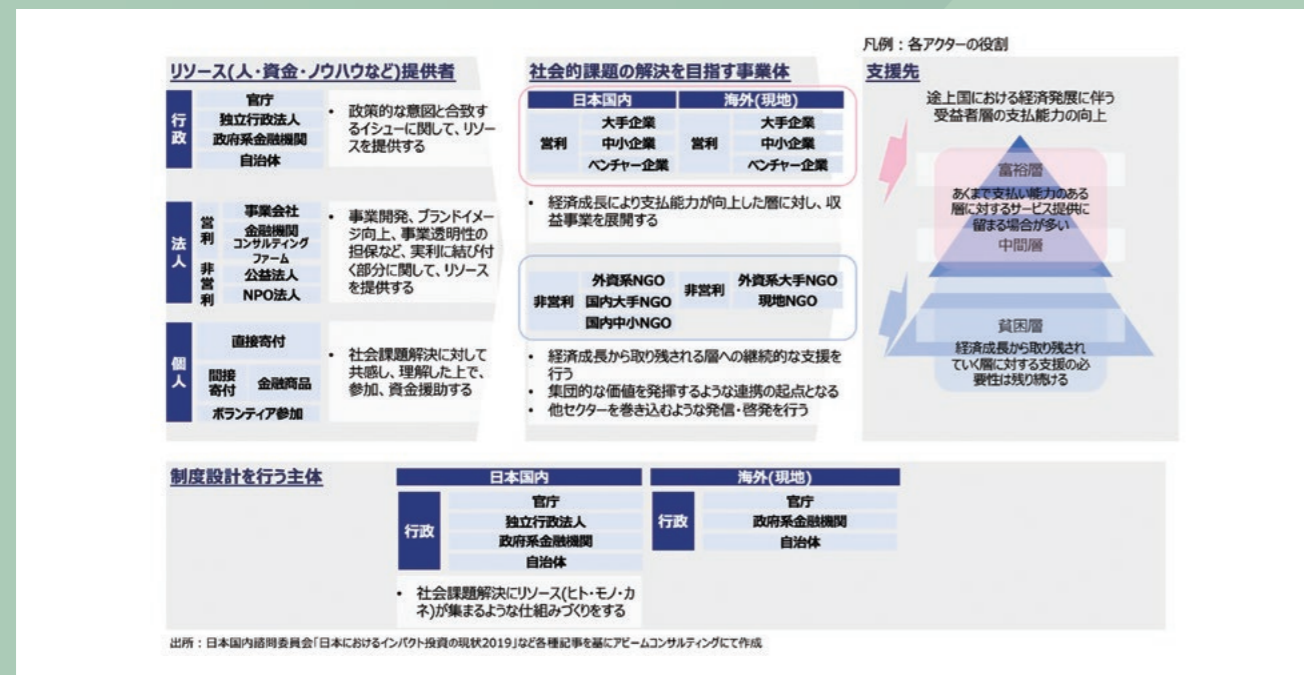 凡例：各アクターの役割
リソース(人・資金・ノウハウなど)提供者
行政
官庁
独立行政法人
政府系金融機関
自治体
• 政策的な意図と合致す
るイシューに関して、リソー
スを提供する
法人
営利
事業会社
金融機関
コンサルティング
ファーム
非営利
公益法人
NPO法人
• 事業開発、ブランドイメー
ジ向上、事業透明性の
担保など、実利に結び付
く部分に関して、リソース
を提供する
個人
直接寄付
間接
寄付
金融商品
ボランティア参加
• 社会課題解決に対して
共感し、理解した上で、
参加、資金援助する
社会的課題の解決を目指す事業体
日本国内
海外(現地)
営利
大手企業
中小企業
ベンチャー企業
営利
大手企業
中小企業
ベンチャー企業
• 経済成長により支払能力が向上した層に対し、収
益事業を展開する
非営利
外資系NGO
国内大手NGO
国内中小NGO
非営利
外資系大手NGO
現地NGO
• 経済成長から取り残される層への継続的な支援を
行う
• 集団的な価値を発揮するような連携の起点となる
• 他セクターを巻き込むような発信・啓発を行う
支援先
途上国における経済発展に伴う
受益者層の支払能力の向上
富裕層
あくまで支払い能力のある
層に対するサービス提供に
留まる場合が多い
中間層
貧困層
経済成長から取り残され
ていく層に対する支援の必
要性は残り続ける
制度設計を行う主体
日本国内
行政
官庁
独立行政法人
政府系金融機関
自治体
• 社会課題解決にリソース(ヒト・モノ・カ
ネ)が集まるような仕組みづくりをする
海外(現地)
行政
官庁
政府系金融機関
自治体
出所：日本国内諮問委員会「日本におけるインパクト投資の現状2019」など各種記事を基にアビームコンサルティングにて作成